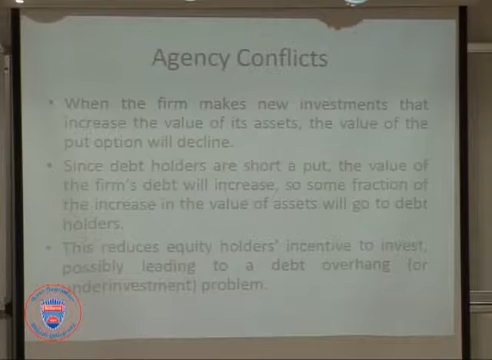 Agency Conflicts
• When the firm makes new investments that
increase the value of its assets, the value of the
put option will decline.
• Since debt holders are short a put, the value of
the firm's debt will increase, so some fraction of
the increase in the value of assets will go to debt
holders.
• This reduces equity holders' incentive to invest,
possibly leading to a debt overhang (or
underinvestment) problem.